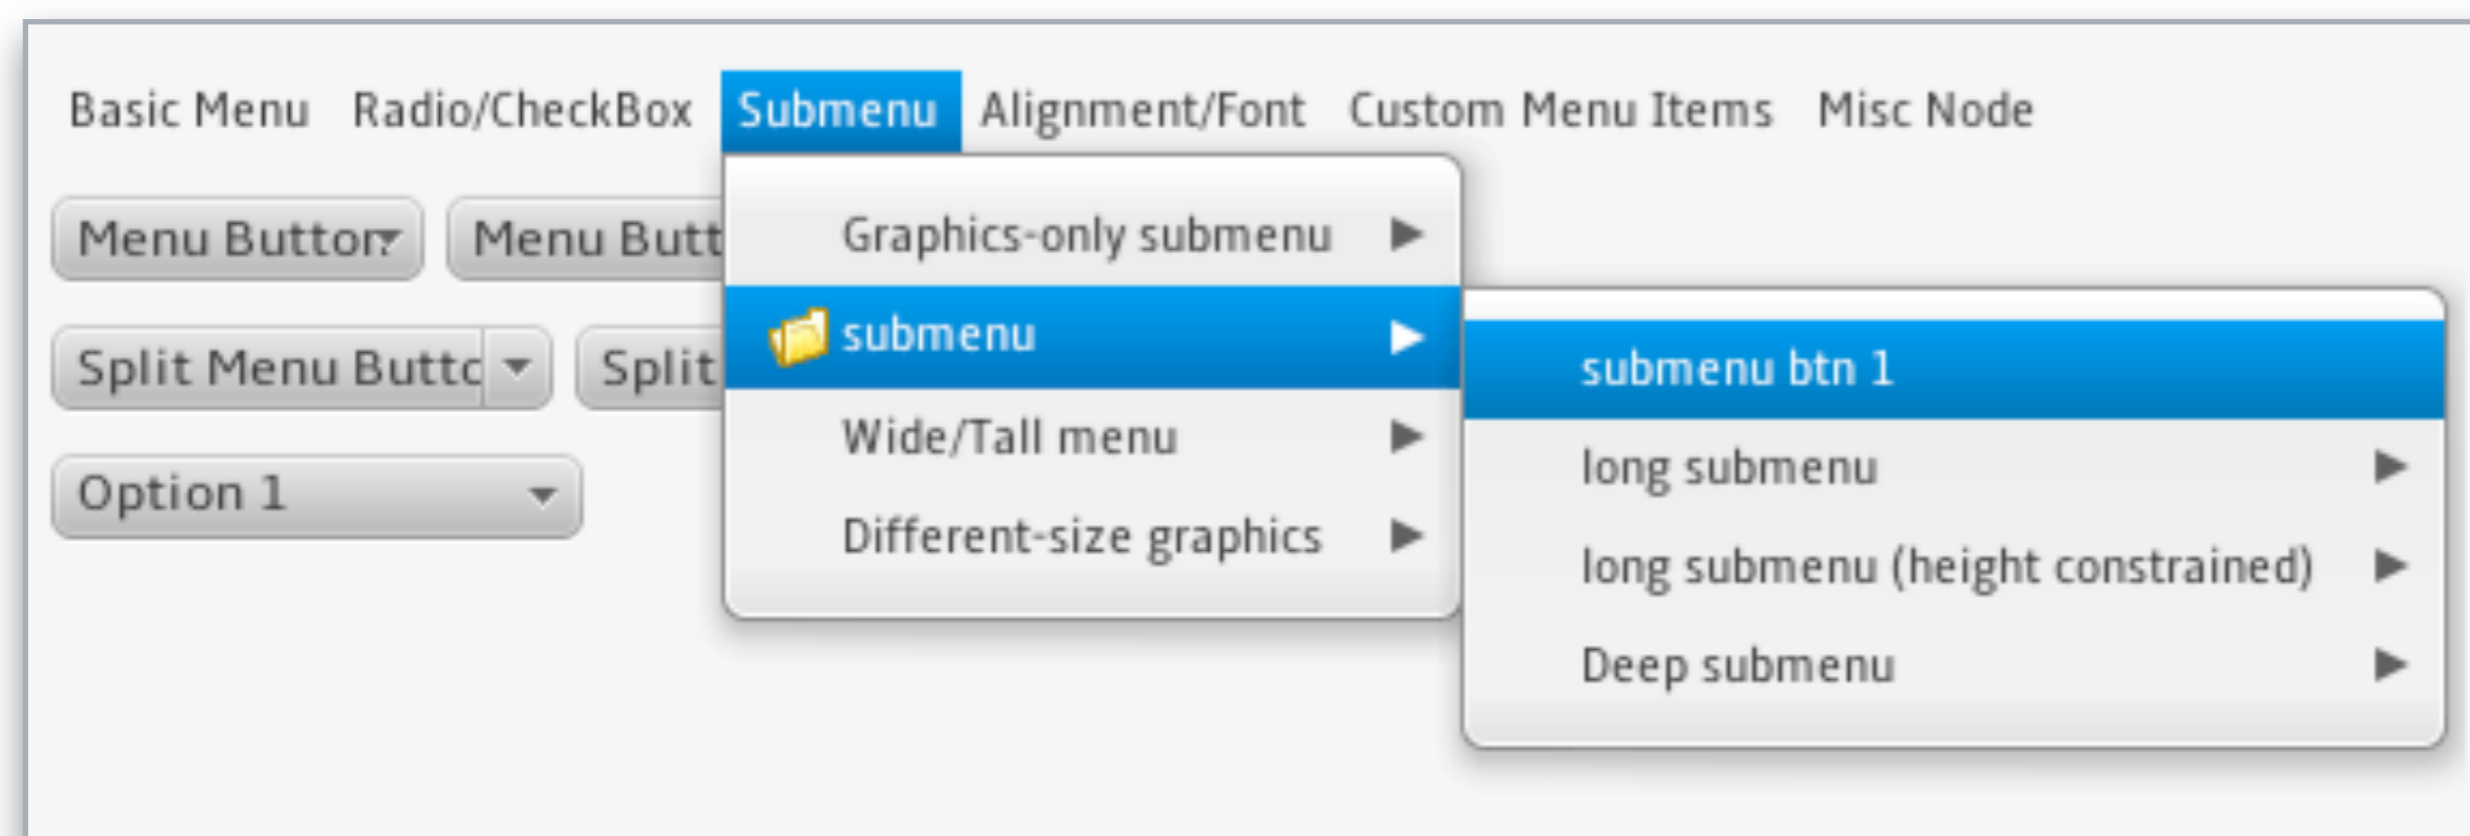 Basic Menu Radio/CheckBox Submenu Alignment/Font Custom Menu Items Misc Node
Menu Button Menu Butt
Graphics-only submenu
submenu
submenu btn 1
Split Menu Butto Split
Wide/Tall menu
long submenu
Option 1
Different-size graphics
long submenu (height constrained)
Deep submenu